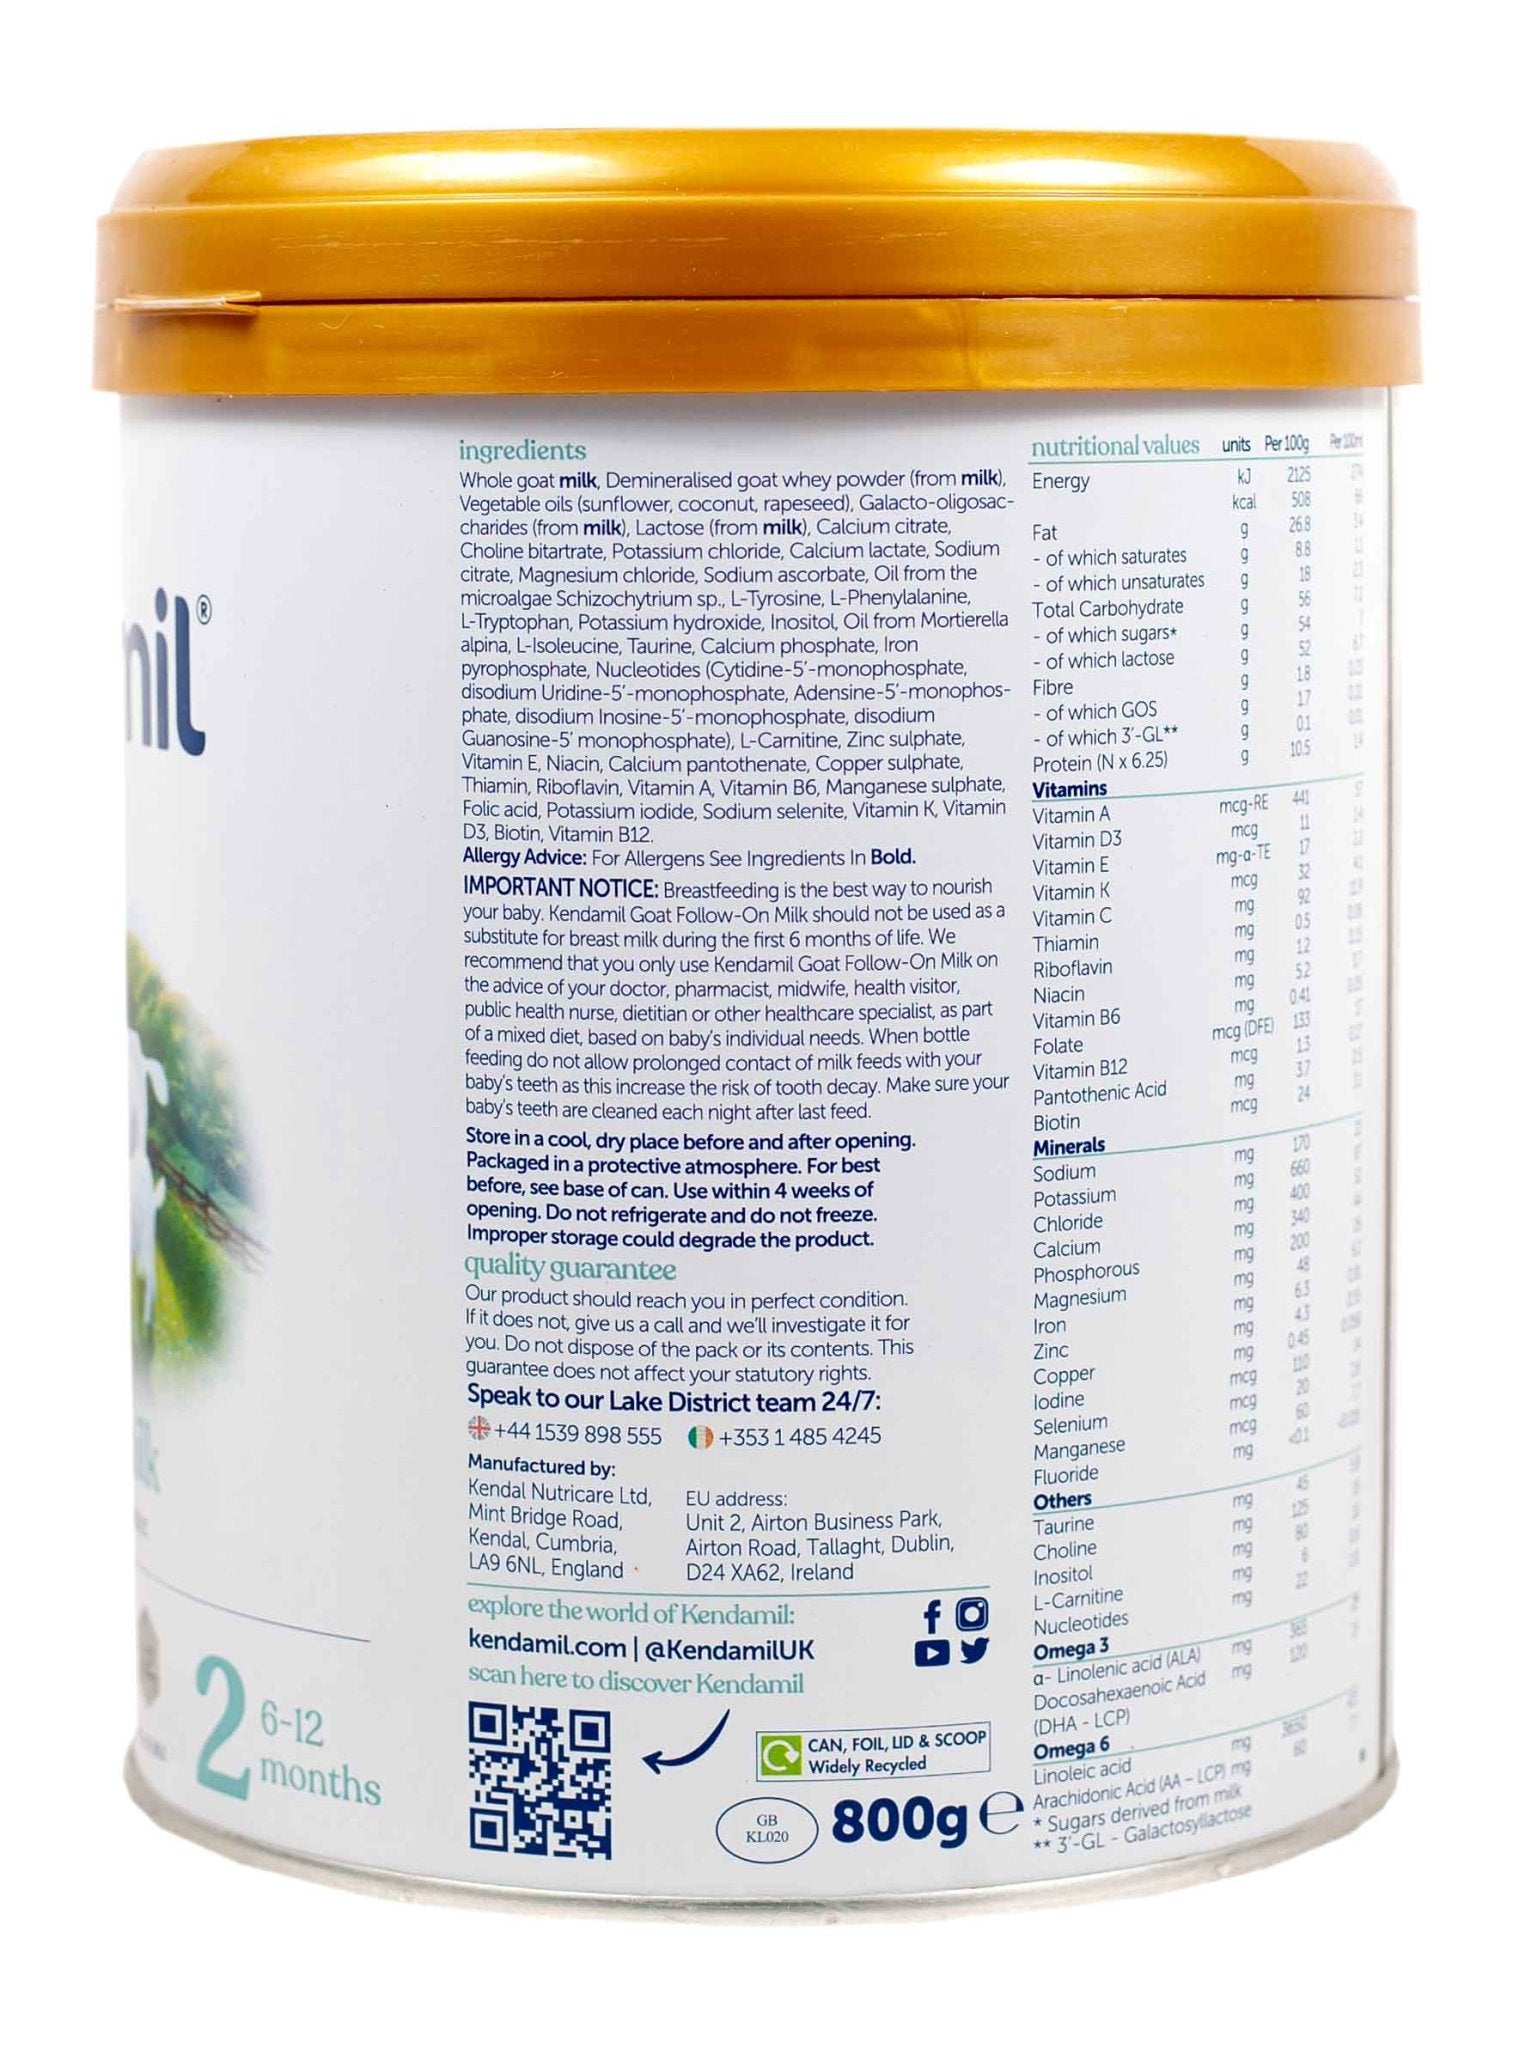 ingredients
Whole goat milk, Demineralised goat whey powder (from milk),
Vegetable oils (sunflower, coconut, rapeseed), Galacto-oligosac-
charides (from milk), Lactose (from milk), Calcium citrate,
Choline bitartrate, Potassium chloride, Calcium lactate, Sodium
citrate, Magnesium chloride, Sodium ascorbate, Oil from the
microalgae Schizochytrium sp., L-Tyrosine, L-Phenylalanine,
L-Tryptophan, Potassium hydroxide, Inositol, Oil from Mortierella
alpina, L-Isoleucine, Taurine, Calcium phosphate, Iron
pyrophosphate, Nucleotides (Cytidine-5'-monophosphate,
disodium Uridine-5'-monophosphate, Adensine-5'-monophos-
phate, disodium Inosine-5'-monophosphate, disodium
Guanosine-5' monophosphate), L-Carnitine, Zinc sulphate,
Vitamin E, Niacin, Calcium pantothenate, Copper sulphate,
Thiamin, Riboflavin, Vitamin A, Vitamin B6, Manganese sulphate,
Folic acid, Potassium iodide, Sodium selenite, Vitamin K, Vitamin
D3, Biotin, Vitamin B12.
Allergy Advice: For Allergens See Ingredients In Bold.
IMPORTANT NOTICE: Breastfeeding is the best way to nourish
your baby. Kendamil Goat Follow-On Milk should not be used as a
substitute for breast milk during the first 6 months of life. We
recommend that you only use Kendamil Goat Follow-On Milk on
the advice of your doctor, pharmacist, midwife, health visitor,
public health nurse, dietitian or other healthcare specialist, as part
of a mixed diet, based on baby's individual needs. When bottle
feeding do not allow prolonged contact of milk feeds with your
baby's teeth as this increase the risk of tooth decay. Make sure your
baby's teeth are cleaned each night after last feed.
Store in a cool, dry place before and after opening.
Packaged in a protective atmosphere. For best
before, see base of can. Use within 4 weeks of
opening. Do not refrigerate and do not freeze.
Improper storage could degrade the product.
quality guarantee
Our product should reach you in perfect condition.
If it does not, give us a call and we'll investigate it for
you. Do not dispose of the pack or its contents. This
guarantee does not affect your statutory rights.
Speak to our Lake District team 24/7:
+44 1539 898 555 +353 1 485 4245
Manufactured by:
Kendal Nutricare Ltd,
Mint Bridge Road,
Kendal, Cumbria,
LA9 6NL, England
EU address:
Unit 2, Airton Business Park,
Airton Road, Tallaght, Dublin,
D24 XA62, Ireland
explore the world of Kendamil:
kendamil.com | @KendamilUK
scan here to discover Kendamil
CAN, FOIL, LID & SCOOP
Widely Recycled
GB
KL020
800g e
nutritional values units Per 100g Per 100ml
Energy kJ 2125
kcal 508
Fat g 26.8
- of which saturates g 8.8
- of which unsaturates g 18
Total Carbohydrate g 56
- of which sugars* g 54
- of which lactose g 52
Fibre g 1.8
- of which GOS g 1.7
- of which 3'-GL** g 0.1
Protein (N x 6.25) g 10.5
Vitamins
Vitamin A mcg-RE 441
Vitamin D3 mcg 11
Vitamin E mg-α-TE 17
Vitamin K mcg 32
Vitamin C mg 92
Thiamin mg 0.5
Riboflavin mg 1.2
Niacin mg 5.2
Vitamin B6 mg 0.41
Folate mcg (DFE) 133
Vitamin B12 mcg 1.3
Pantothenic Acid mg 3.7
Biotin mcg 24
Minerals
Sodium mg 170
Potassium mg 660
Chloride mg 400
Calcium mg 340
Phosphorous mg 200
Magnesium mg 48
Iron mg 6.3
Zinc mg 4.3
Copper mg 0.45
Iodine mcg 110
Selenium mcg 20
Manganese mcg 60
Fluoride mg <0.1
Others
Taurine mg 45
Choline mg 125
Inositol mg 80
L-Carnitine mg 6
Nucleotides mg 22
Omega 3
α- Linolenic acid (ALA) mg 385
Docosahexaenoic Acid mg 120
(DHA - LCP)
Omega 6
Linoleic acid mg 3650
Arachidonic Acid (AA - LCP) mg 60
* Sugars derived from milk
** 3'-GL - Galactosyllactose
mil®
2 6-12
months